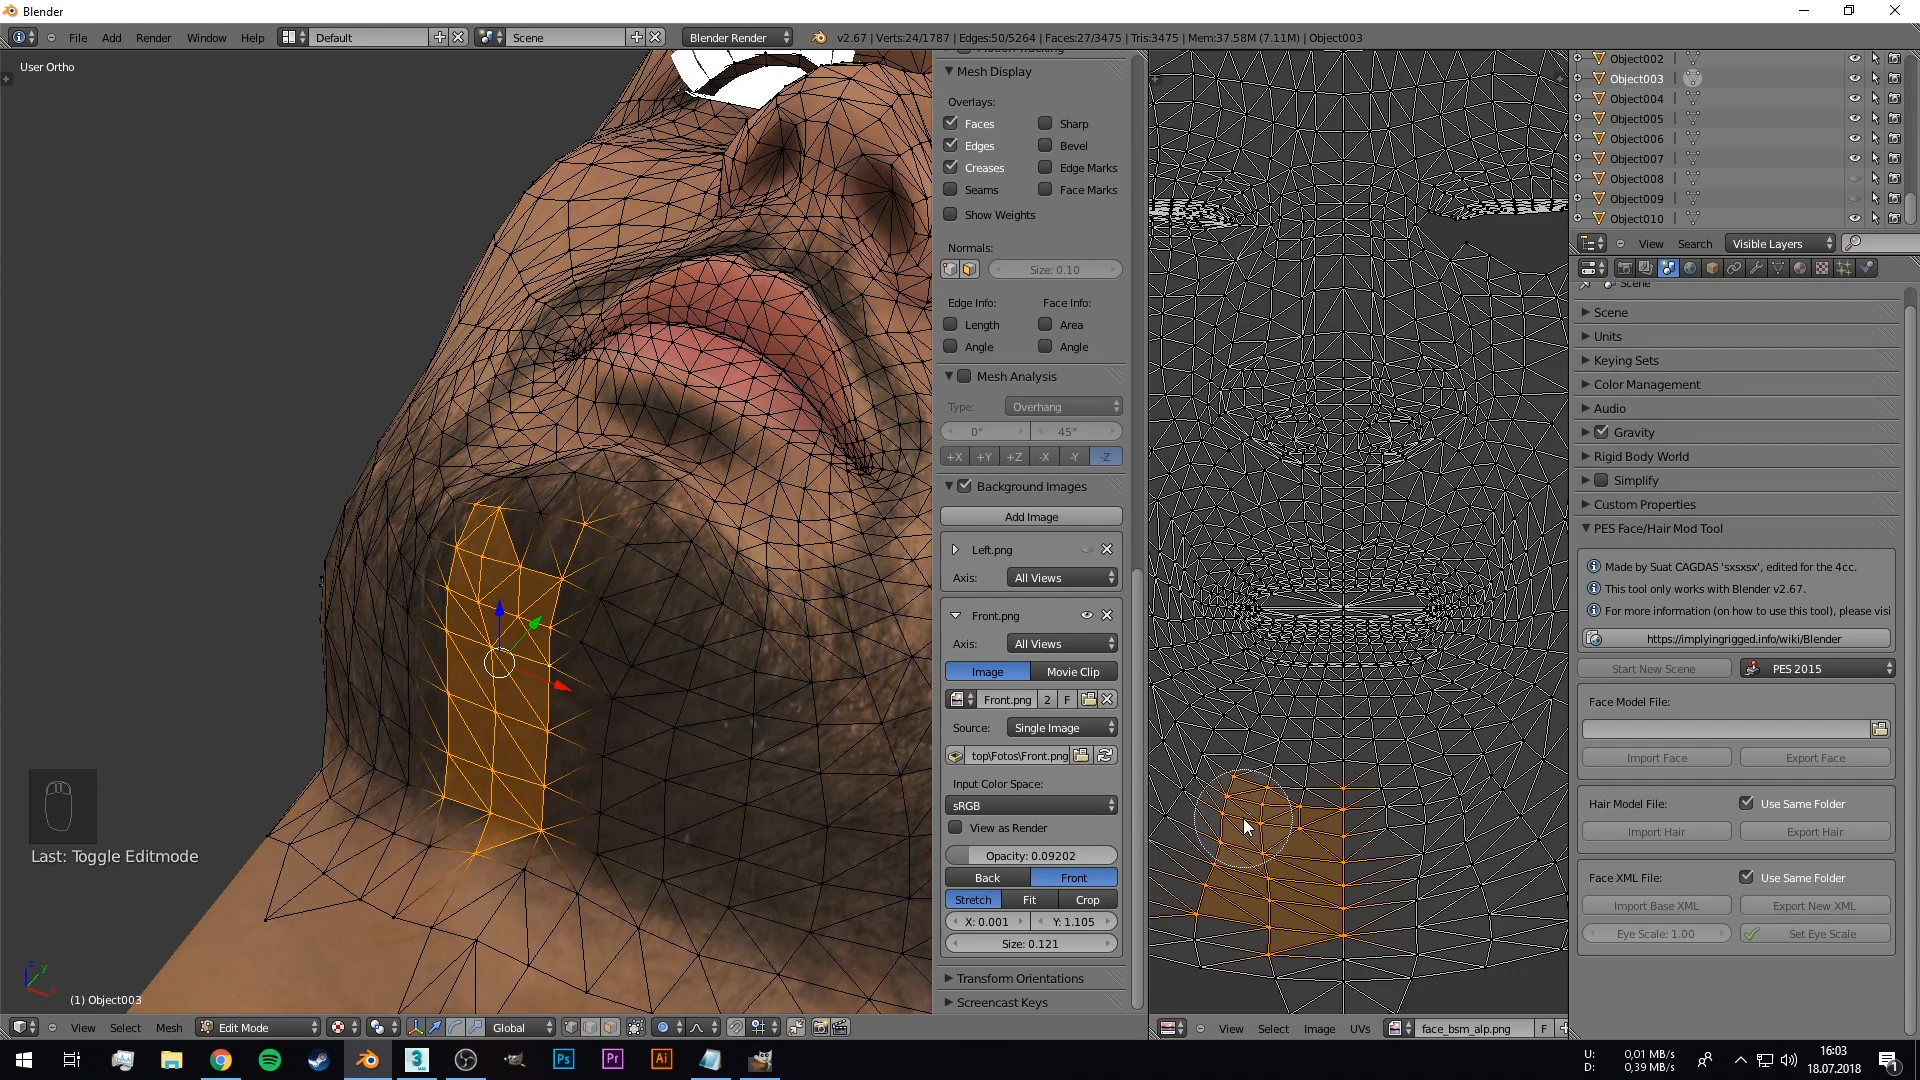 Blender
File Add Render Window Help Default Scene Blender Render v2.67 | Verts:24/1787 | Edges:50/5264 | Faces:27/3475 | Tris:3475 | Mem:37.58M (7.11M) | Object003
User Ortho
Mesh Display
Overlays:
Faces Sharp
Edges Bevel
Creases Edge Marks
Seams Face Marks
Show Weights
Normals:
Size: 0.10
Edge Info: Face Info:
Length Area
Angle Angle
Mesh Analysis
Type: Overhang
0° 45°
+X +Y +Z -X -Y -Z
Background Images
Add Image
Left.png
Axis: All Views
Front.png
Axis: All Views
Image Movie Clip
Front.png 2 F
Source: Single Image
top\Fotos\Front.png
Input Color Space:
sRGB
View as Render
Opacity: 0.09202
Back Front
Stretch Fit Crop
X: 0.001 Y: 1.105
Size: 0.121
Transform Orientations
Screencast Keys
Object002
Object003
Object004
Object005
Object006
Object007
Object008
Object009
Object010
View Search Visible Layers
Scene
Scene
Units
Keying Sets
Color Management
Audio
Gravity
Rigid Body World
Simplify
Custom Properties
PES Face/Hair Mod Tool
Made by Suat CAGDAS 'sxsxsx', edited for the 4cc.
This tool only works with Blender v2.67.
For more information (on how to use this tool), please visi
https://implyingrigged.info/wiki/Blender
Start New Scene PES 2015
Face Model File:
Import Face Export Face
Hair Model File: Use Same Folder
Import Hair Export Hair
Face XML File: Use Same Folder
Import Base XML Export New XML
Eye Scale: 1.00 Set Eye Scale
Last: Toggle Editmode
z y
(1) Object003
View Select Mesh Edit Mode Global
View Select Image UVs face_bsm_alp.png F
Ps Pr Ai
U: 0,01 MB/s
D: 0,39 MB/s
16:03
18.07.2018
1